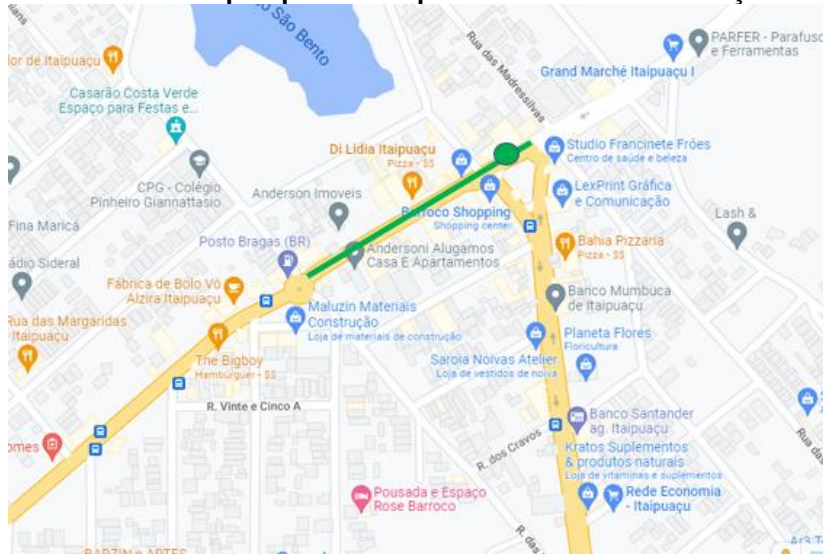 São Bento
PARFER - Parafuso
e Ferramentas
Rua das Madressilvas
Grand Marché Itaipuaçu I
lor de Itaipuaçu
Casarão Costa Verde
Espaço para Festas e...
Di Lidia Itaipuaçu
Pizza - $$
Studio Francinete Fróes
Centro de saúde e beleza
CPG - Colégio
Pinheiro Giannattasio
Anderson Imoveis
LexPrint Gráfica
e Comunicação
Barroco Shopping
Shopping center
Lash &
Fina Maricá
Posto Bragas (BR)
Andersoni Alugamos
Casa E Apartamentos
Bahia Pizzaria
Pizza - $$
ádio Sideral
Fábrica de Bolo Vó
Alzira Itaipuaçu
Banco Mumbuca
de Itaipuaçu
Maluzin Materiais
Construção
Loja de materiais de construção
Rua das Margaridas
Itaipuaçu
Planeta Flores
Floricultura
The Bigboy
Hambúrguer - $$
Saroia Noivas Atelier
Loja de vestidos de noiva
R. Vinte e Cinco A
Banco Santander
ag. Itaipuaçu
R. dos Cravos
Rua das
omes
Kratos Suplementos
& produtos naturais
Loja de vitaminas e suplementos
Pousada e Espaço
Rose Barroco
Rede Economia
- Itaipuaçu
R. das